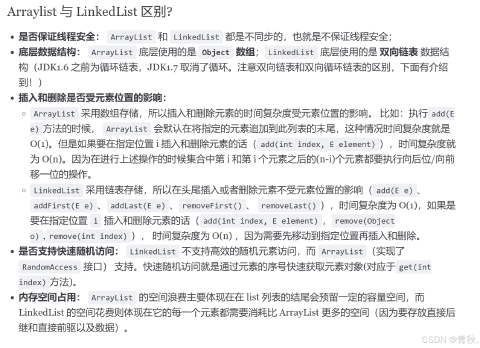 Arraylist 与 LinkedList 区别?
• 是否保证线程安全： ArrayList 和 LinkedList 都是不同步的，也就是不保证线程安全；
• 底层数据结构： Arraylist 底层使用的是 Object 数组； LinkedList 底层使用的是 双向链表 数据结
构（JDK1.6 之前为循环链表，JDK1.7 取消了循环。注意双向链表和双向循环链表的区别，下面有介绍
到！）
• 插入和删除是否受元素位置的影响：
◦ ArrayList 采用数组存储，所以插入和删除元素的时间复杂度受元素位置的影响。 比如：执行 add(E
e) 方法的时候， ArrayList 会默认在将指定的元素追加到此列表的末尾，这种情况时间复杂度就是
O(1)。但是如果要在指定位置 i 插入和删除元素的话（ add(int index, E element) ），时间复杂度就
为 O(n)。因为在进行上述操作的时候集合中第 i 和第 i 个元素之后的(n-i)个元素都要执行向后位/向前
移一位的操作。
◦ LinkedList 采用链表存储，所以在头尾插入或者删除元素不受元素位置的影响（ add(E e) 、
addFirst(E e) 、 addLast(E e) 、 removeFirst() 、 removeLast() ），时间复杂度为 O(1)，如果是
要在指定位置 i 插入和删除元素的话（ add(int index, E element) ， remove(Object
o) , remove(int index) ）， 时间复杂度为 O(n) ，因为需要先移动到指定位置再插入和删除。
• 是否支持快速随机访问： LinkedList 不支持高效的随机元素访问，而 ArrayList （实现了
RandomAccess 接口） 支持。快速随机访问就是通过元素的序号快速获取元素对象(对应于 get(int
index) 方法)。
• 内存空间占用： ArrayList 的空间浪费主要体现在在 list 列表的结尾会预留一定的容量空间，而
LinkedList 的空间花费则体现在它的每一个元素都需要消耗比 ArrayList 更多的空间（因为要存放直接后
继和直接前驱以及数据）。
CSDN @青秋.